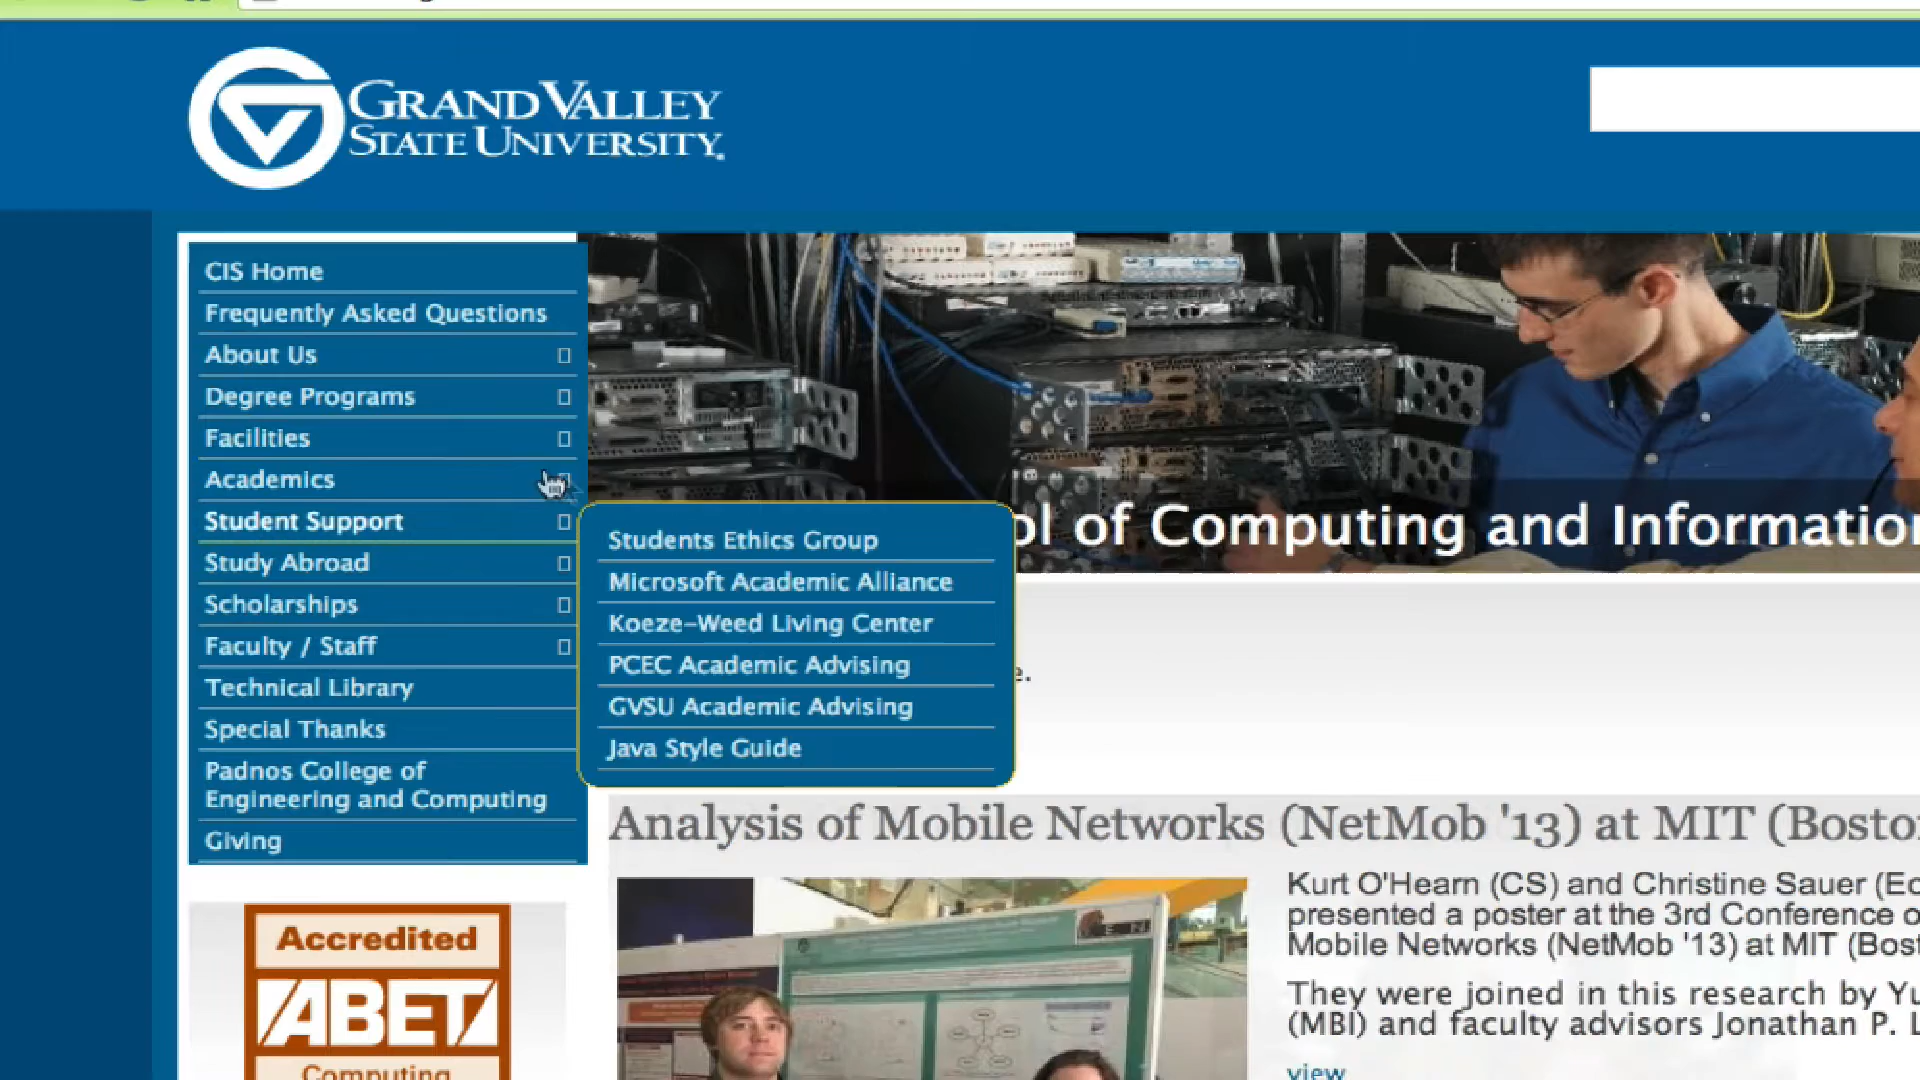 GRAND VALLEY
STATE UNIVERSITY.
CIS Home
Frequently Asked Questions
About Us
Degree Programs
Facilities
Academics
Student Support
Study Abroad
Scholarships
Faculty / Staff
Technical Library
Special Thanks
Padnos College of
Engineering and Computing
Giving
Students Ethics Group
Microsoft Academic Alliance
Koeze-Weed Living Center
PCEC Academic Advising
GVSU Academic Advising
Java Style Guide
ol of Computing and Informatio
e.
Analysis of Mobile Networks (NetMob '13) at MIT (Bosto
Kurt O'Hearn (CS) and Christine Sauer (Ec
presented a poster at the 3rd Conference o
Mobile Networks (NetMob '13) at MIT (Bost
They were joined in this research by Yu
(MBI) and faculty advisors Jonathan P. L
view
Accredited
ABET
Computing